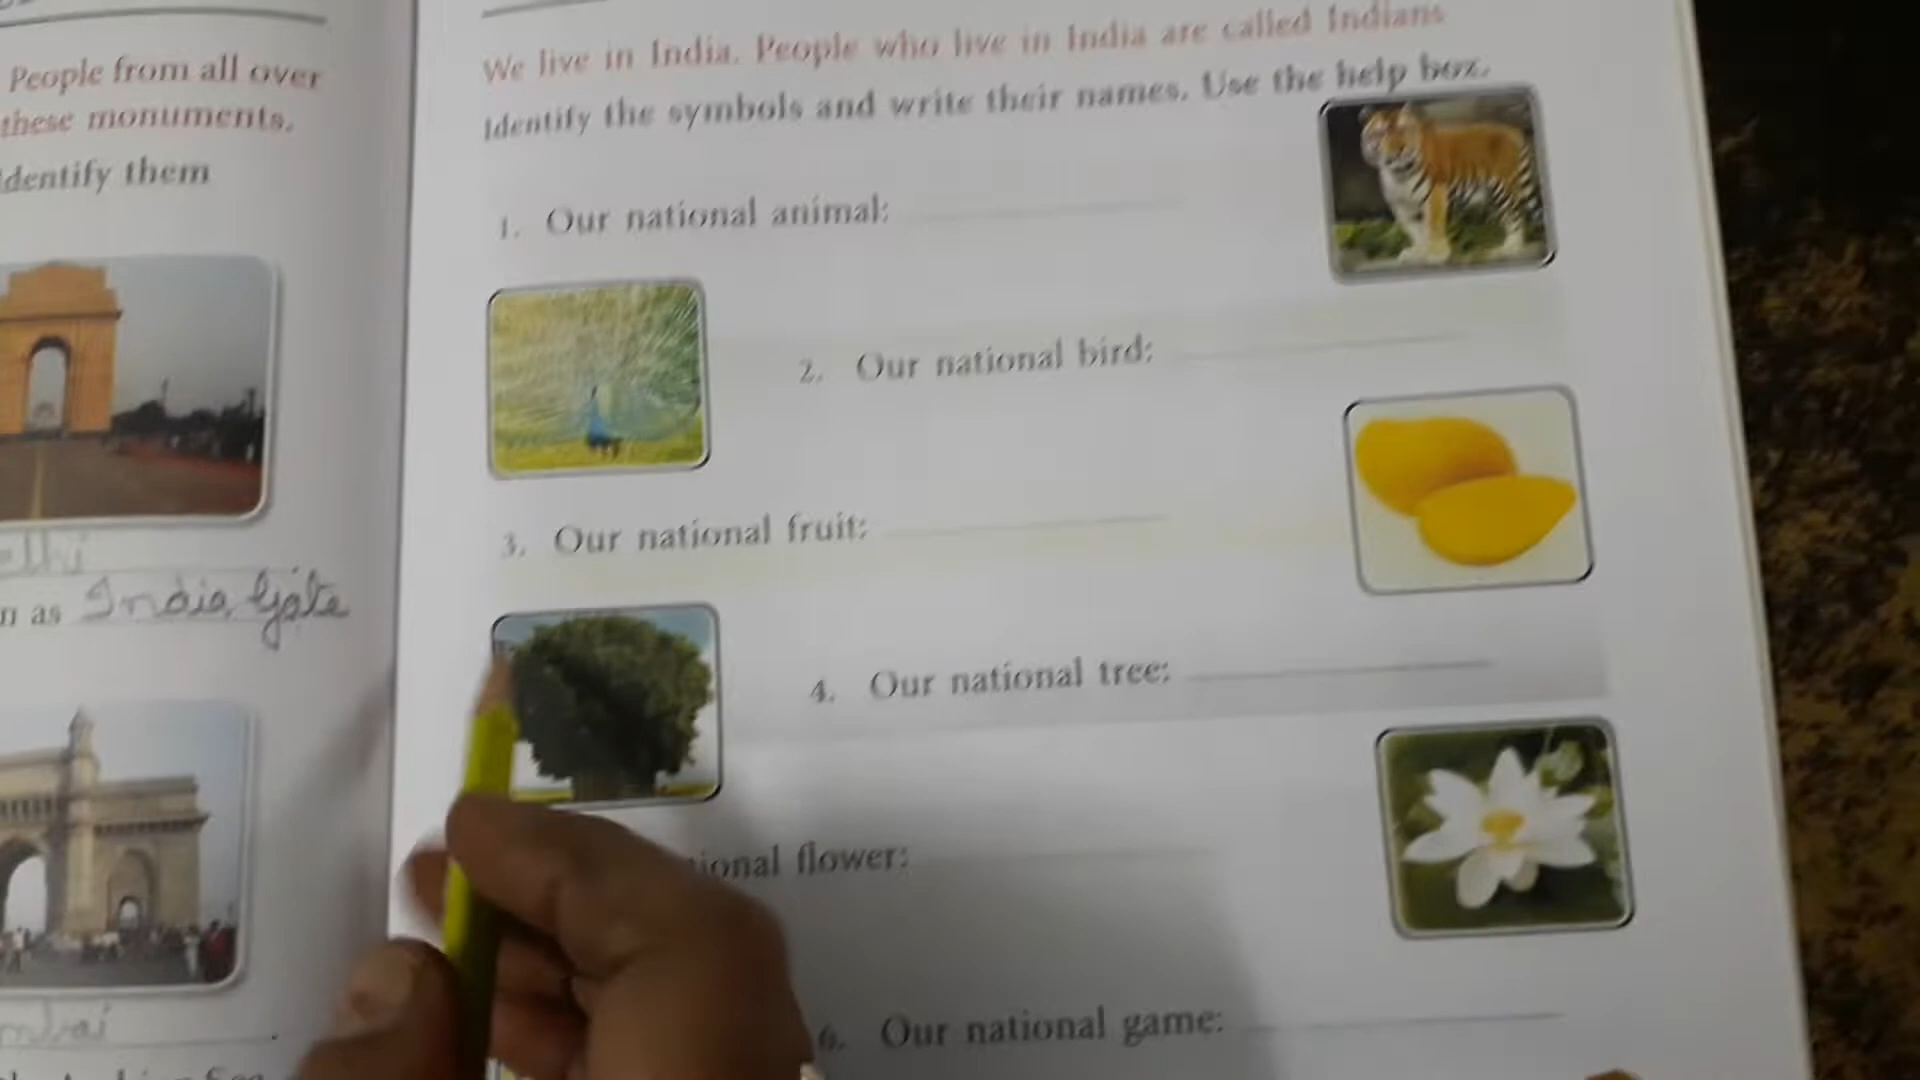 People from all over
these monuments.
Identify them
India Gate
n as
We live in India. People who live in India are called Indians
Identify the symbols and write their names. Use the help box.
1. Our national animal:
2. Our national bird:
3. Our national fruit:
4. Our national tree:
ional flower:
6. Our national game: